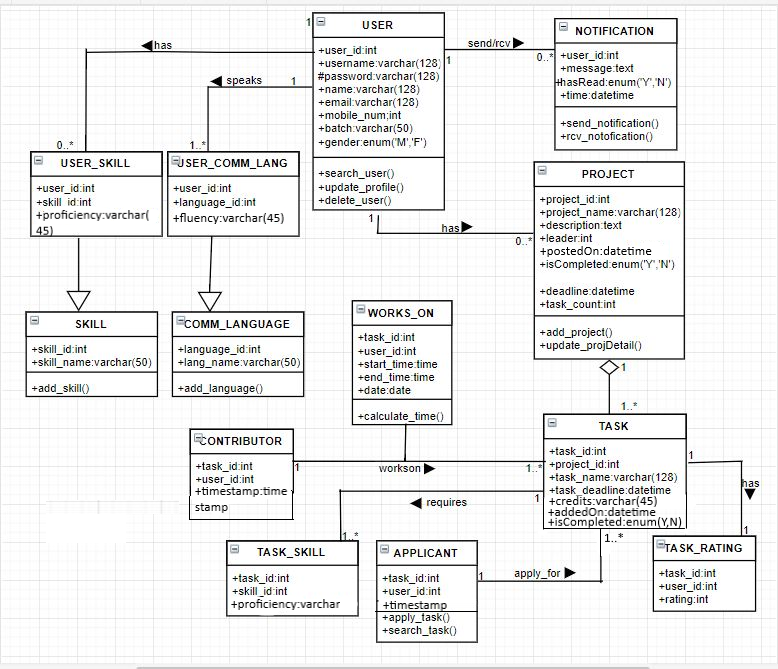 USER
+user_id:int
+username:varchar(128)
#password:varchar(128)
+name:varchar(128)
+email:varchar(128)
+mobile_num;int
+batch:varchar(50)
+gender:enum('M','F')
+search_user()
+update_profile()
+delete_user()
1
has
0..*
1
speaks
1..*
1
send/rcv
0..*
NOTIFICATION
+user_id:int
+message:text
+hasRead:enum('Y','N')
+time:datetime
+send_notification()
+rcv_notofication()
USER_SKILL
+user_id:int
+skill_id:int
+proficiency:varchar(
45)
USER_COMM_LANG
+user_id:int
+language_id:int
+fluency:varchar(45)
1
has
0..*
PROJECT
+project_id:int
+project_name:varchar(128)
+description:text
+leader:int
+postedOn:datetime
+isCompleted:enum('Y','N')
+deadline:datetime
+task_count:int
+add_project()
+update_projDetail()
SKILL
+skill_id:int
+skill_name:varchar(50)
+add_skill()
COMM_LANGUAGE
+language_id:int
+lang_name:varchar(50)
+add_language()
WORKS_ON
+task_id:int
+user_id:int
+start_time:time
+end_time:time
+date:date
+calculate_time()
1
1..*
CONTRIBUTOR
+task_id:int
+user_id:int
+timestamp:time
stamp
1
workson
1..*
TASK
+task_id:int
+project_id:int
+task_name:varchar(128)
+task_deadline:datetime
+credits:varchar(45)
+addedOn:datetime
+isCompleted:enum(Y,N)
1
has
1
1
requires
1..*
TASK_SKILL
+task_id:int
+skill_id:int
+proficiency:varchar
APPLICANT
+task_id:int
+user_id:int
+timestamp
+apply_task()
+search_task()
1
apply_for
1..*
TASK_RATING
+task_id:int
+user_id:int
+rating:int